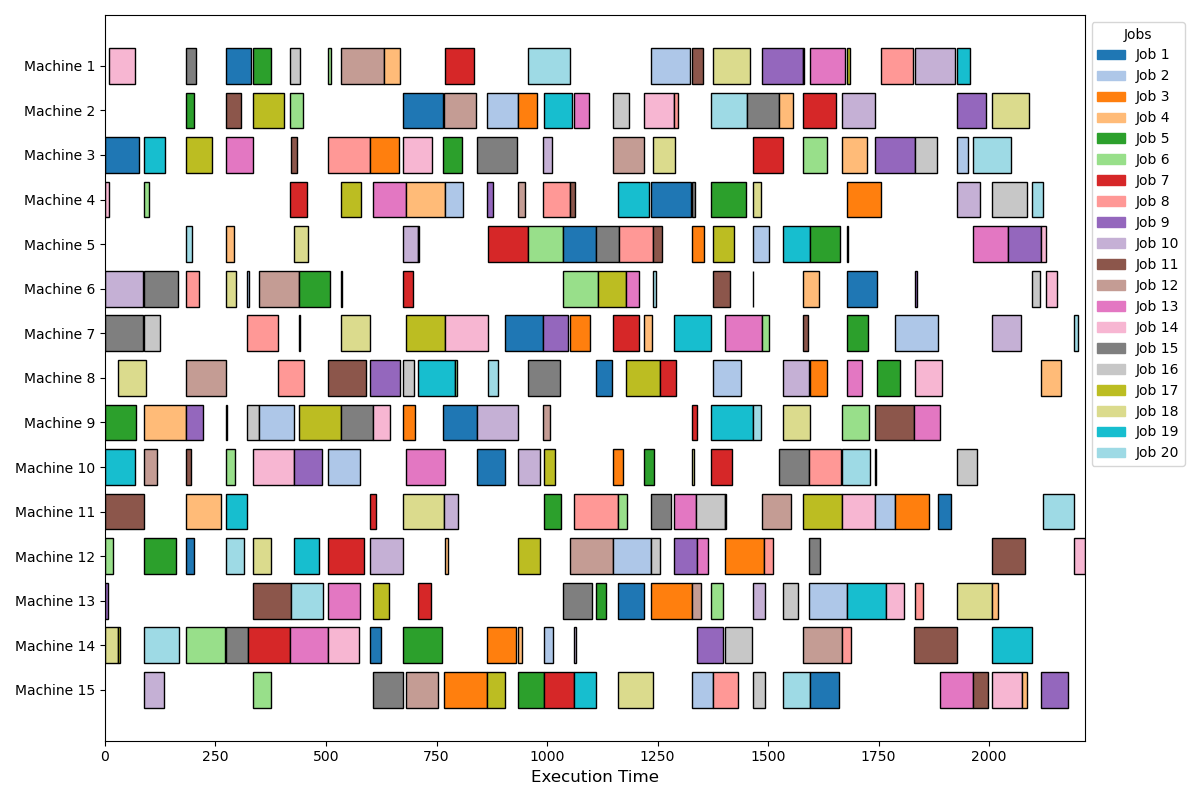 Machine 1
Machine 2
Machine 3
Machine 4
Machine 5
Machine 6
Machine 7
Machine 8
Machine 9
Machine 10
Machine 11
Machine 12
Machine 13
Machine 14
Machine 15
0 250 500 750 1000 1250 1500 1750 2000
Execution Time
Jobs
Job 1
Job 2
Job 3
Job 4
Job 5
Job 6
Job 7
Job 8
Job 9
Job 10
Job 11
Job 12
Job 13
Job 14
Job 15
Job 16
Job 17
Job 18
Job 19
Job 20